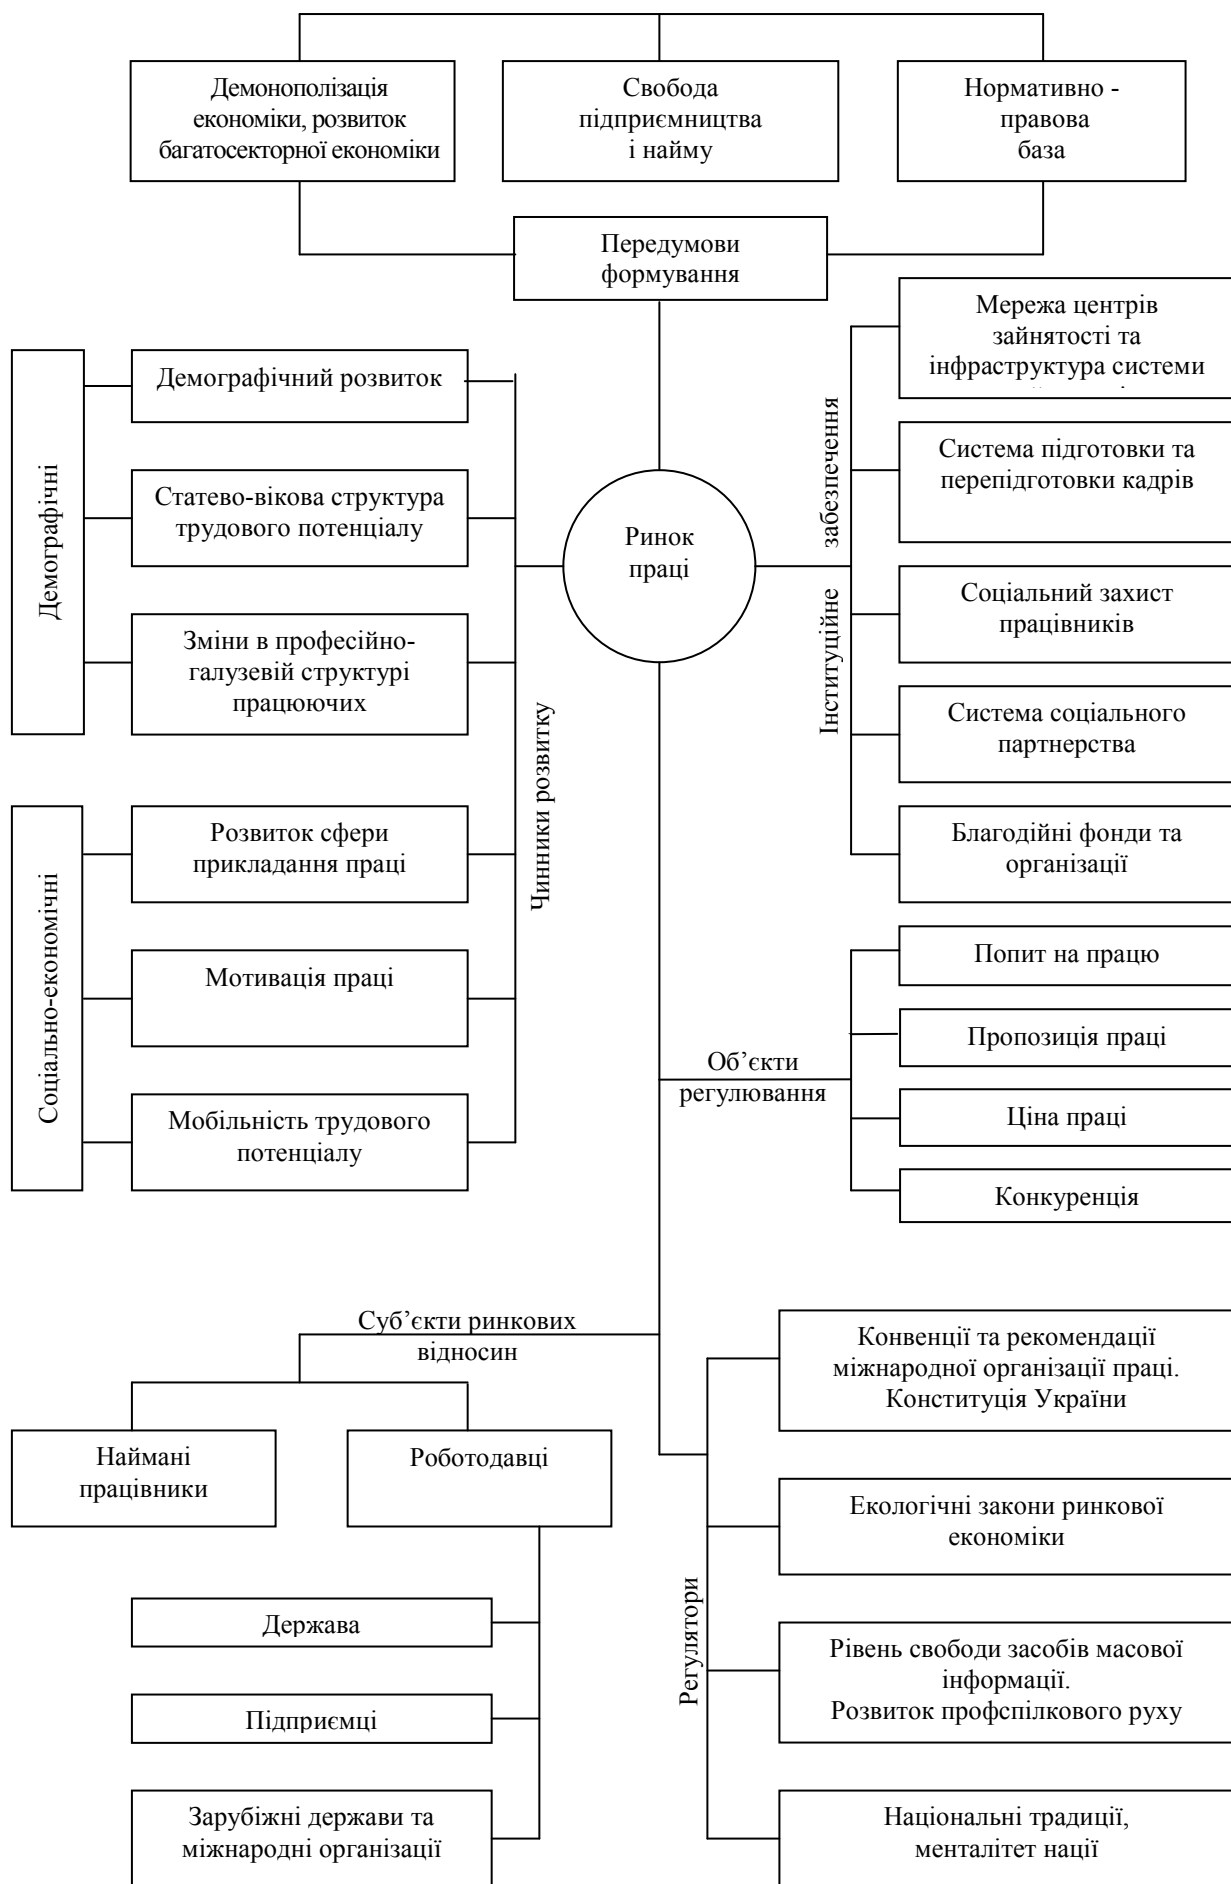 Демонополізація
економіки, розвиток
багатосекторної економіки
Свобода
підприємництва
і найму
Нормативно -
правова
база
Передумови
формування
Мережа центрів
зайнятості та
інфраструктура системи
Демографічний розвиток
Система підготовки та
перепідготовки кадрів
Статево-вікова структура
трудового потенціалу
Ринок
праці
забезпечення
Інституційне
Демографічні
Соціальний захист
працівників
Зміни в професійно-
галузевій структурі
працюючих
Система соціального
партнерства
Чинники розвитку
Розвиток сфери
прикладання праці
Благодійні фонди та
організації
Соціально-економічні
Мотивація праці
Попит на працю
Пропозиція праці
Об’єкти
регулювання
Ціна праці
Мобільність трудового
потенціалу
Конкуренція
Суб’єкти ринкових
відносин
Конвенції та рекомендації
міжнародної організації праці.
Конституція України
Наймані
працівники
Роботодавці
Екологічні закони ринкової
економіки
Регулятори
Держава
Рівень свободи засобів масової
інформації.
Розвиток профспілкового руху
Підприємці
Зарубіжні держави та
міжнародні організації
Національні традиції,
менталітет нації